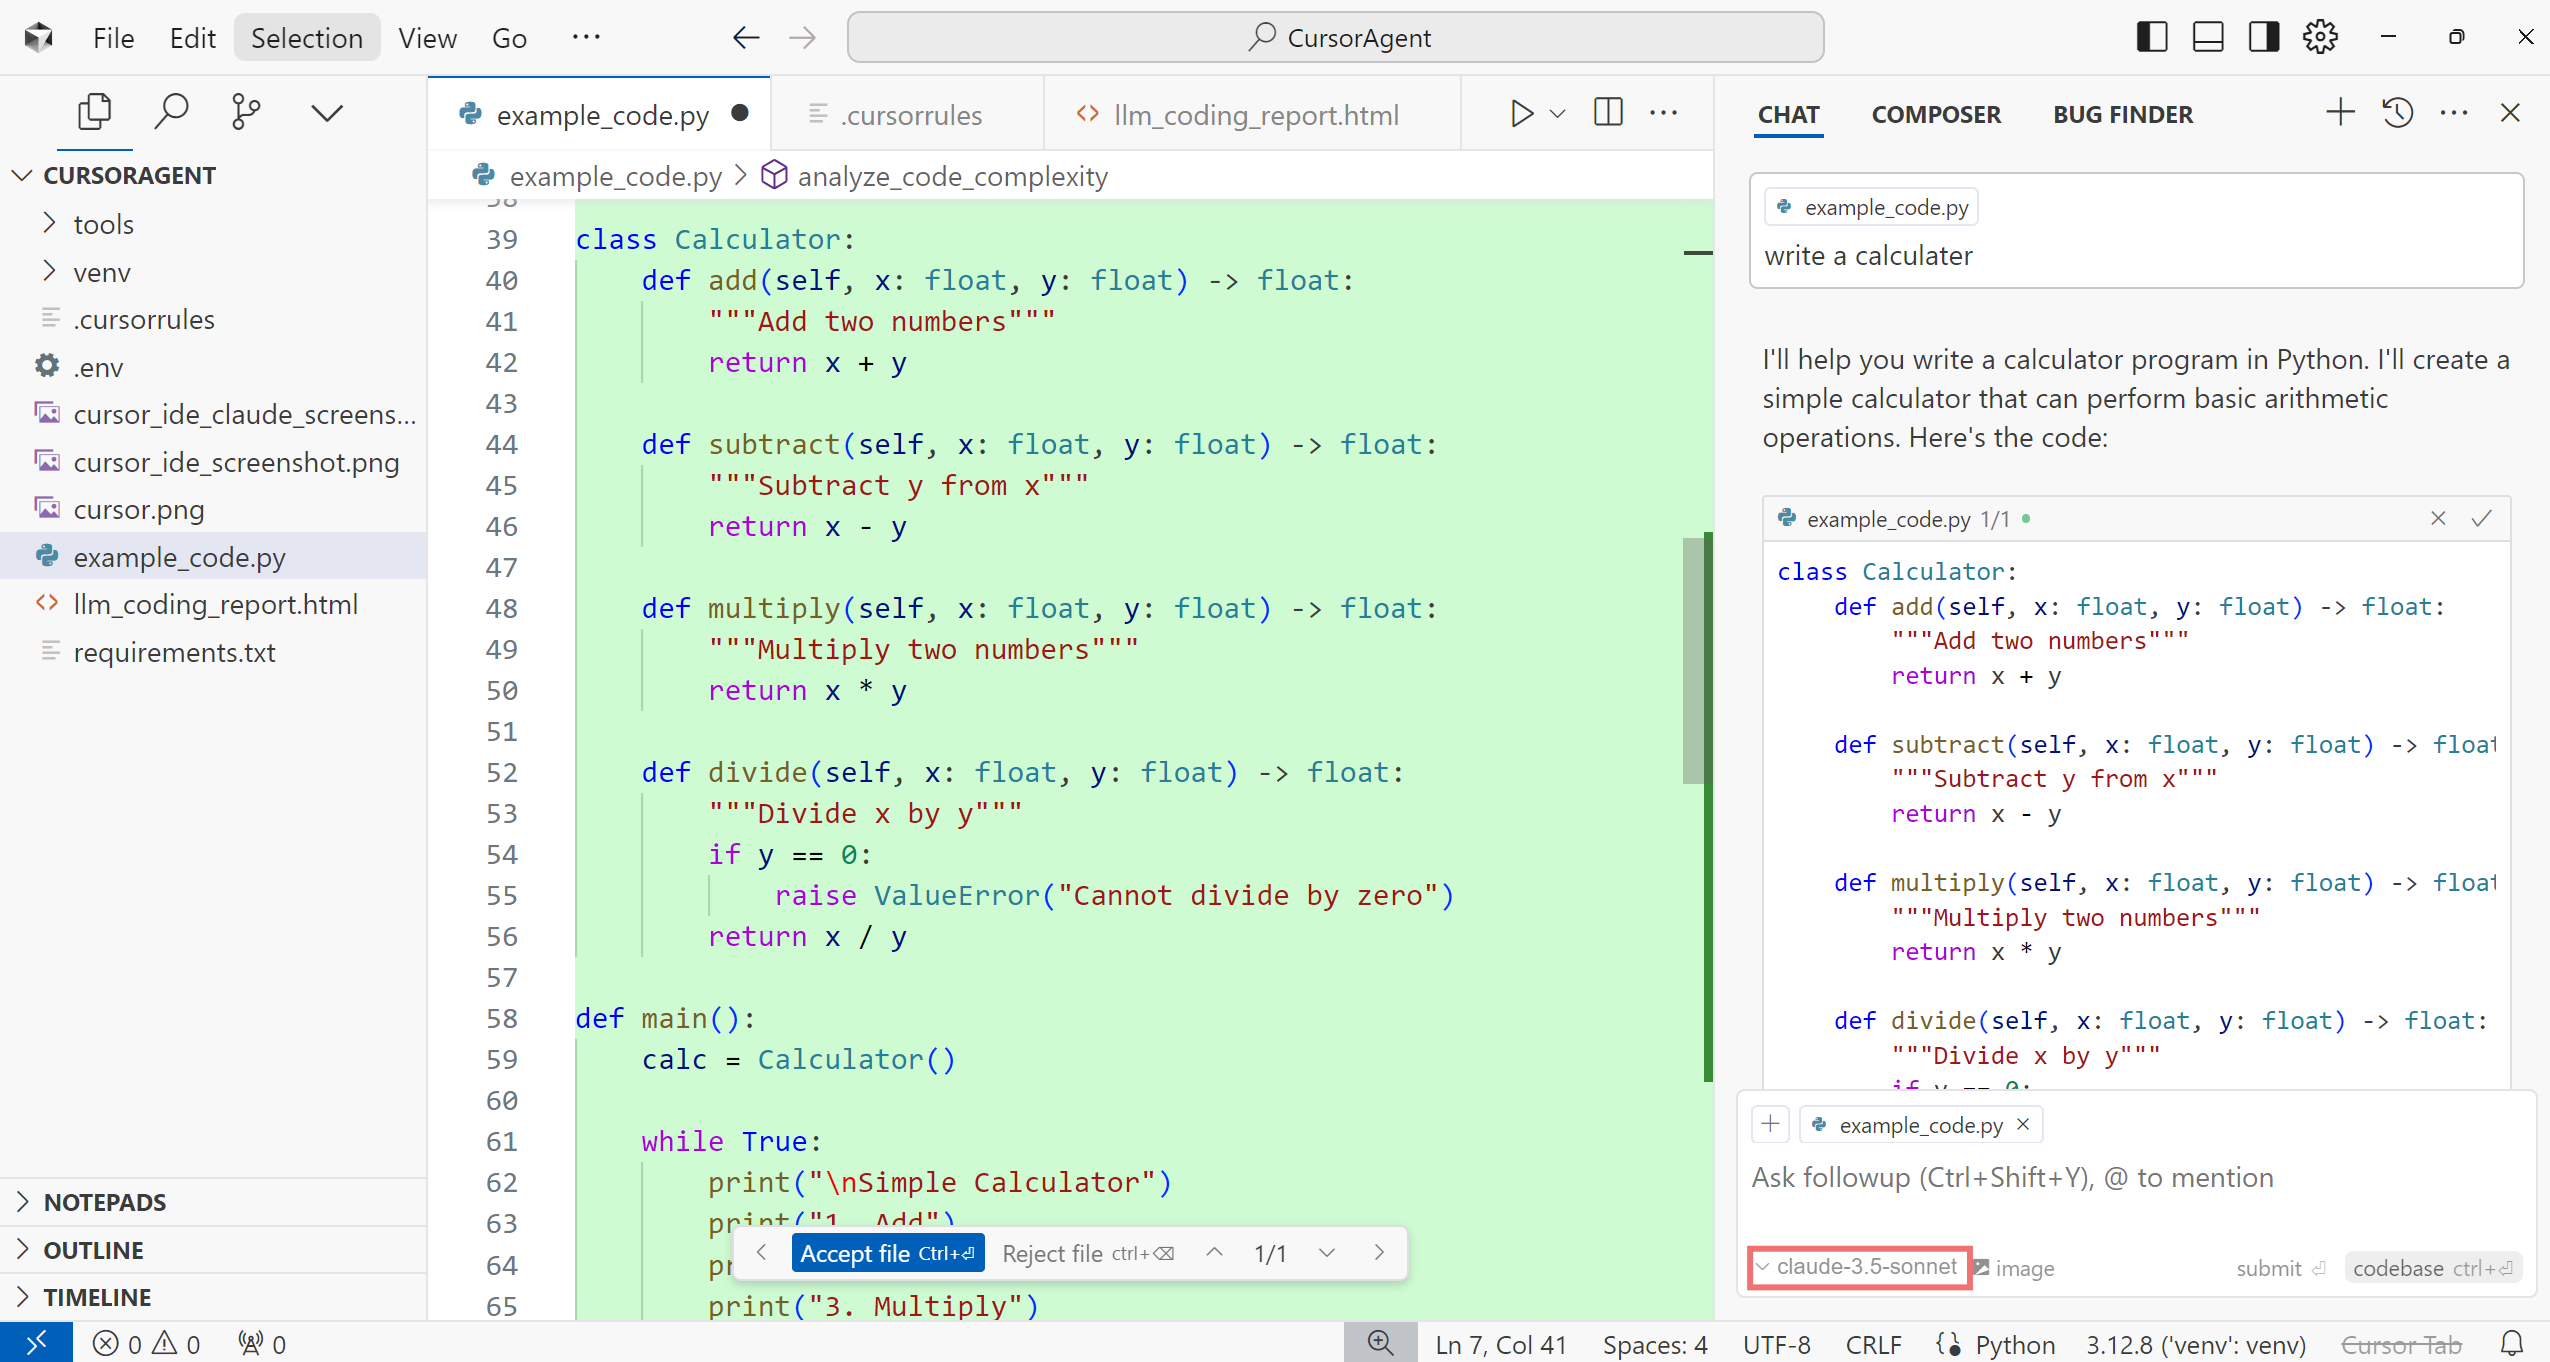 File Edit Selection View Go ···
CursorAgent
CURSORAGENT
tools
venv
.cursorrules
.env
cursor_ide_claude_screens...
cursor_ide_screenshot.png
cursor.png
example_code.py
llm_coding_report.html
requirements.txt
NOTEPADS
OUTLINE
TIMELINE
example_code.py .cursorrules llm_coding_report.html
example_code.py > analyze_code_complexity
38
39 class Calculator:
40     def add(self, x: float, y: float) -> float:
41         """Add two numbers"""
42         return x + y
43
44     def subtract(self, x: float, y: float) -> float:
45         """Subtract y from x"""
46         return x - y
47
48     def multiply(self, x: float, y: float) -> float:
49         """Multiply two numbers"""
50         return x * y
51
52     def divide(self, x: float, y: float) -> float:
53         """Divide x by y"""
54         if y == 0:
55             raise ValueError("Cannot divide by zero")
56         return x / y
57
58 def main():
59     calc = Calculator()
60
61     while True:
62         print("\nSimple Calculator")
63         print("1. Add")
64         pr
65         print("3. Multiply")
Accept file Ctrl+⏎ Reject file ctrl+⌫ 1/1
CHAT COMPOSER BUG FINDER
example_code.py
write a calculater
I'll help you write a calculator program in Python. I'll create a
simple calculator that can perform basic arithmetic
operations. Here's the code:
example_code.py 1/1
class Calculator:
    def add(self, x: float, y: float) -> float:
        """Add two numbers"""
        return x + y
    def subtract(self, x: float, y: float) -> float
        """Subtract y from x"""
        return x - y
    def multiply(self, x: float, y: float) -> float
        """Multiply two numbers"""
        return x * y
    def divide(self, x: float, y: float) -> float:
        """Divide x by y"""
        if y == 0:
example_code.py
Ask followup (Ctrl+Shift+Y), @ to mention
claude-3.5-sonnet image submit ⏎ codebase ctrl+⏎
0 0 0 Ln 7, Col 41 Spaces: 4 UTF-8 CRLF Python 3.12.8 ('venv': venv) Cursor Tab